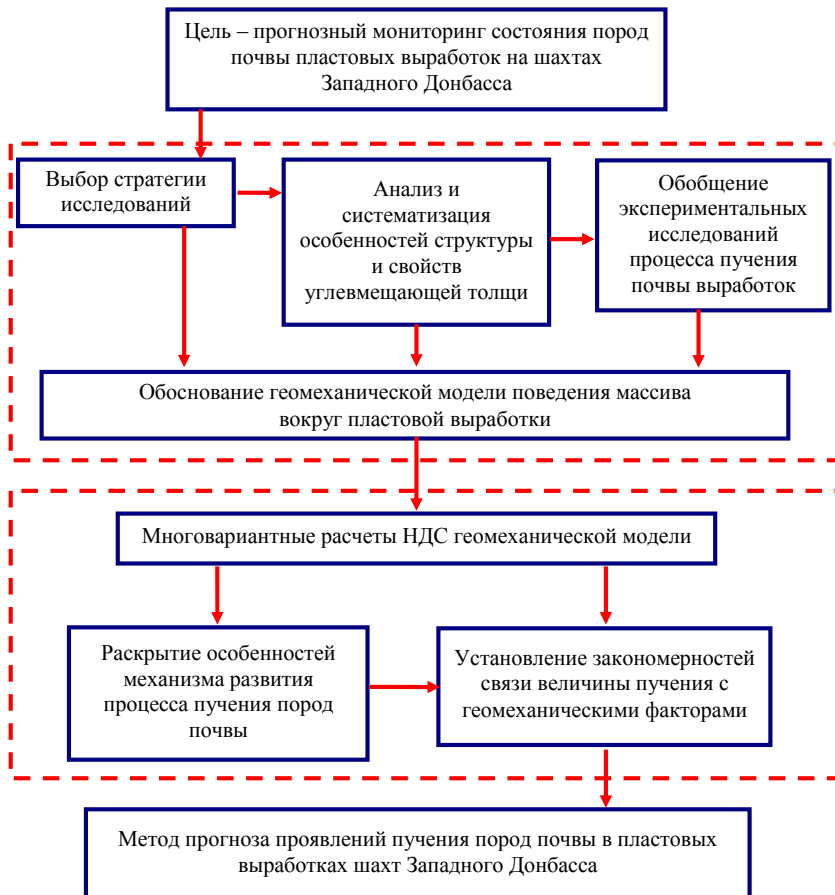 Цель – прогнозный мониторинг состояния пород
почвы пластовых выработок на шахтах
Западного Донбасса
Выбор стратегии
исследований
Анализ и
систематизация
особенностей структуры
и свойств
углевмещающей толщи
Обобщение
экспериментальных
исследований
процесса пучения
почвы выработок
Обоснование геомеханической модели поведения массива
вокруг пластовой выработки
Многовариантные расчеты НДС геомеханической модели
Раскрытие особенностей
механизма развития
процесса пучения пород
почвы
Установление закономерностей
связи величины пучения с
геомеханическими факторами
Метод прогноза проявлений пучения пород почвы в пластовых
выработках шахт Западного Донбасса